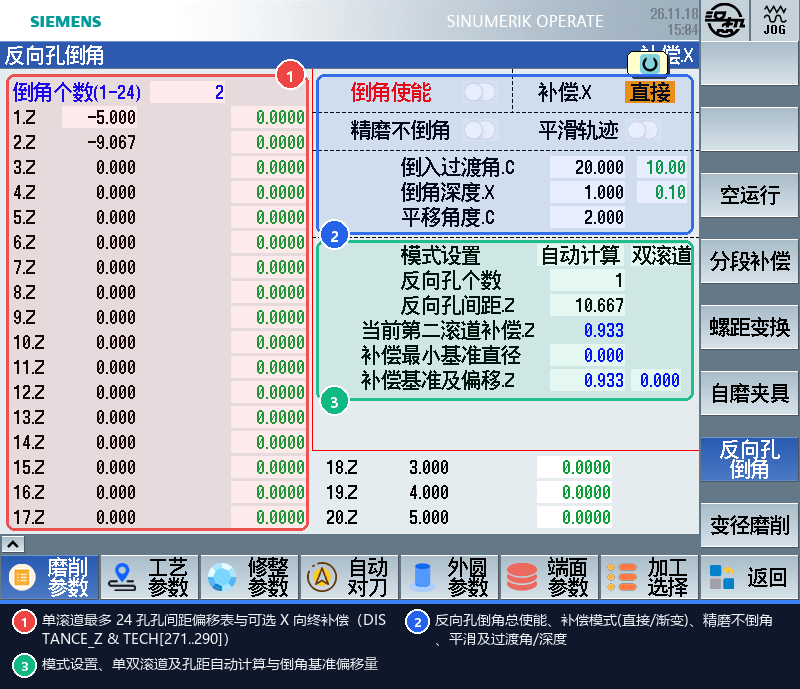 SIEMENS
SINUMERIK OPERATE
26.11.18
15:04
JOG
反向孔倒角
补偿.X
1
倒角个数(1-24) 2
1.Z -5.000 0.0000
2.Z -9.067 0.0000
3.Z 0.000 0.0000
4.Z 0.000 0.0000
5.Z 0.000 0.0000
6.Z 0.000 0.0000
7.Z 0.000 0.0000
8.Z 0.000 0.0000
9.Z 0.000 0.0000
10.Z 0.000 0.0000
11.Z 0.000 0.0000
12.Z 0.000 0.0000
13.Z 0.000 0.0000
14.Z 0.000 0.0000
15.Z 0.000 0.0000
16.Z 0.000 0.0000
17.Z 0.000 0.0000
倒角使能 补偿.X 直接
精磨不倒角 平滑轨迹
倒入过渡角.C 20.000 10.00
倒角深度.X 1.000 0.10
平移角度.C 2.000
2
模式设置 自动计算 双滚道
反向孔个数 1
反向孔间距.Z 10.667
当前第二滚道补偿.Z 0.933
补偿最小基准直径 0.000
补偿基准及偏移.Z 0.933 0.000
3
18.Z 3.000 0.0000
19.Z 4.000 0.0000
20.Z 5.000 0.0000
空运行
分段补偿
螺距变换
自磨夹具
反向孔
倒角
变径磨削
磨削
参数
工艺
参数
修整
参数
自动
对刀
外圆
参数
端面
参数
加工
选择
返回
1 单滚道最多 24 孔孔间距偏移表与可选 X 向终补偿（DIS
TANCE_Z & TECH[271..290]）
2 反向孔倒角总使能、补偿模式(直接/渐变)、精磨不倒角
、平滑及过渡角/深度
3 模式设置、单双滚道及孔距自动计算与倒角基准偏移量